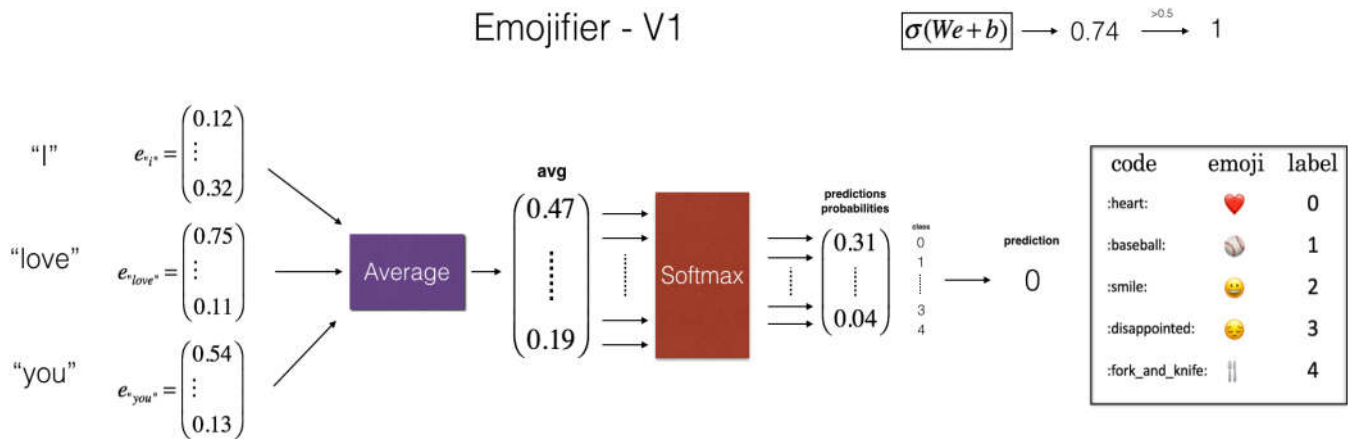 Emojifier - V1
σ(We+b) → 0.74 >0.5 → 1
“I”
e"i" = (0.12 ⋮ 0.32)
“love”
e"love" = (0.75 ⋮ 0.11)
“you”
e"you" = (0.54 ⋮ 0.13)
Average
avg
0.47
0.19
Softmax
predictions
probabilities
0.31
0.04
class
0
1
3
4
prediction
0
code emoji label
:heart: ❤️ 0
:baseball: ⚾ 1
:smile: 😀 2
:disappointed: 😔 3
:fork_and_knife: 🍴 4